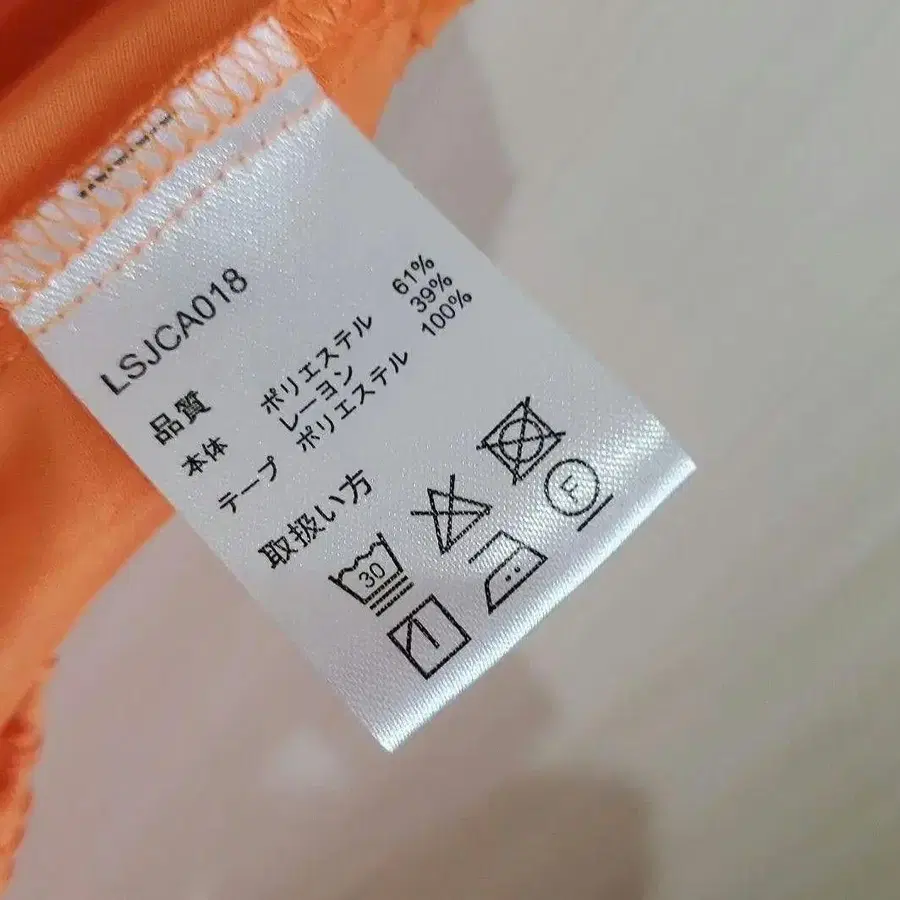 LSJCA018
品質
本体 ポリエステル 61%
レーヨン 39%
テープ ポリエステル 100%
取扱い方
30
F